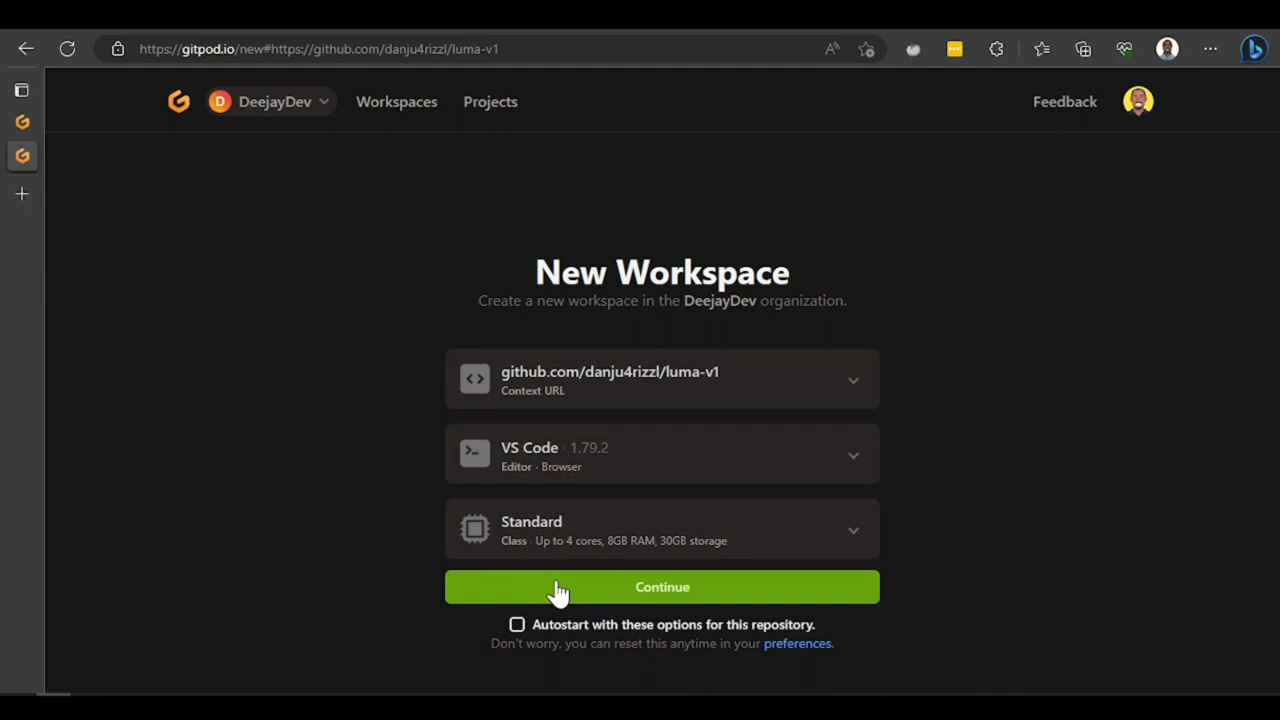 https://gitpod.io/new#https://github.com/danju4rizzl/luma-v1
D DeejayDev Workspaces Projects Feedback
New Workspace
Create a new workspace in the DeejayDev organization.
github.com/danju4rizzl/luma-v1
Context URL
VS Code · 1.79.2
Editor · Browser
Standard
Class · Up to 4 cores, 8GB RAM, 30GB storage
Continue
Autostart with these options for this repository.
Don't worry, you can reset this anytime in your preferences.